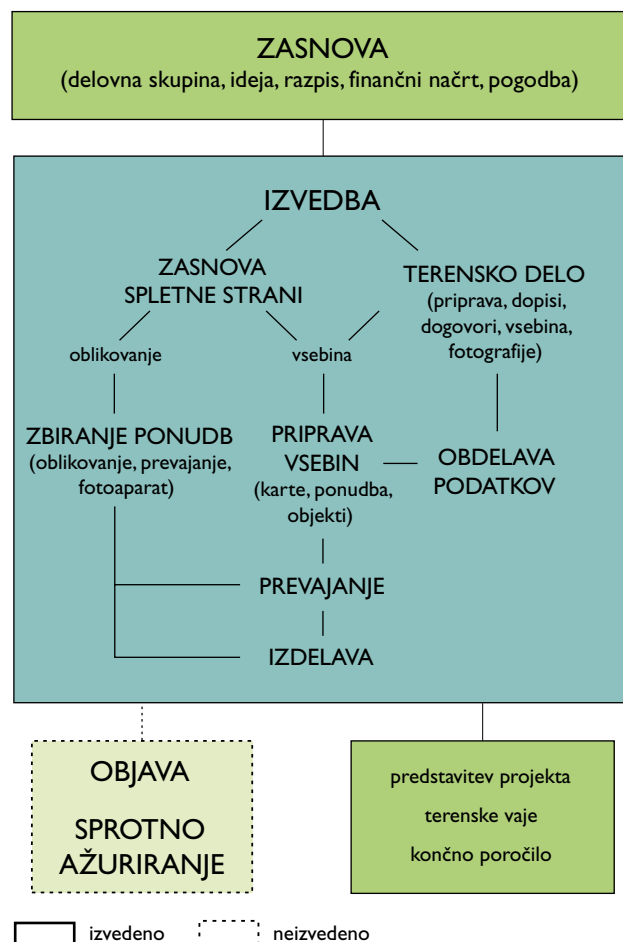 ZASNOVA
(delovna skupina, ideja, razpis, finančni načrt, pogodba)
IZVEDBA
ZASNOVA
SPLETNE STRANI
TERENSKO DELO
(priprava, dopisi,
dogovori, vsebina,
fotografije)
oblikovanje
vsebina
ZBIRANJE PONUDB
(oblikovanje, prevajanje,
fotoaparat)
PRIPRAVA
VSEBIN
(karte, ponudba,
objekti)
OBDELAVA
PODATKOV
PREVAJANJE
IZDELAVA
OBJAVA
SPROTNO
AŽURIRANJE
predstavitev projekta
terenske vaje
končno poročilo
izvedeno
neizvedeno